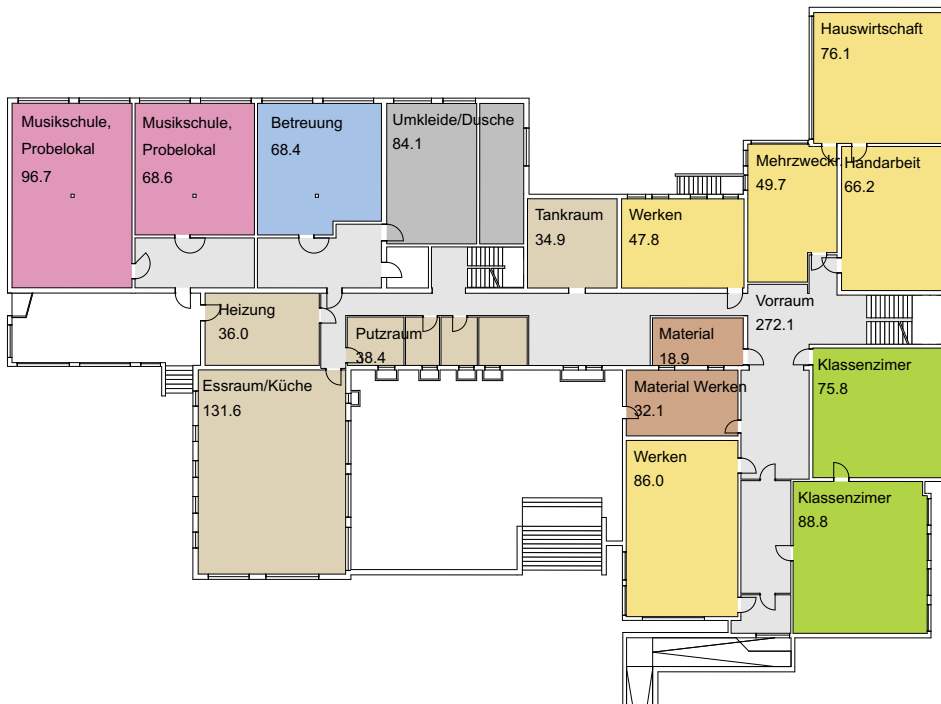 Hauswirtschaft
76.1
Musikschule,
Probelokal
96.7
Musikschule,
Probelokal
68.6
Betreuung
68.4
Umkleide/Dusche
84.1
Mehrzweckr.
49.7
Handarbeit
66.2
Tankraum
34.9
Werken
47.8
Heizung
36.0
Putzraum
38.4
Vorraum
272.1
Material
18.9
Klassenzimer
75.8
Essraum/Küche
131.6
Material Werken
32.1
Werken
86.0
Klassenzimer
88.8